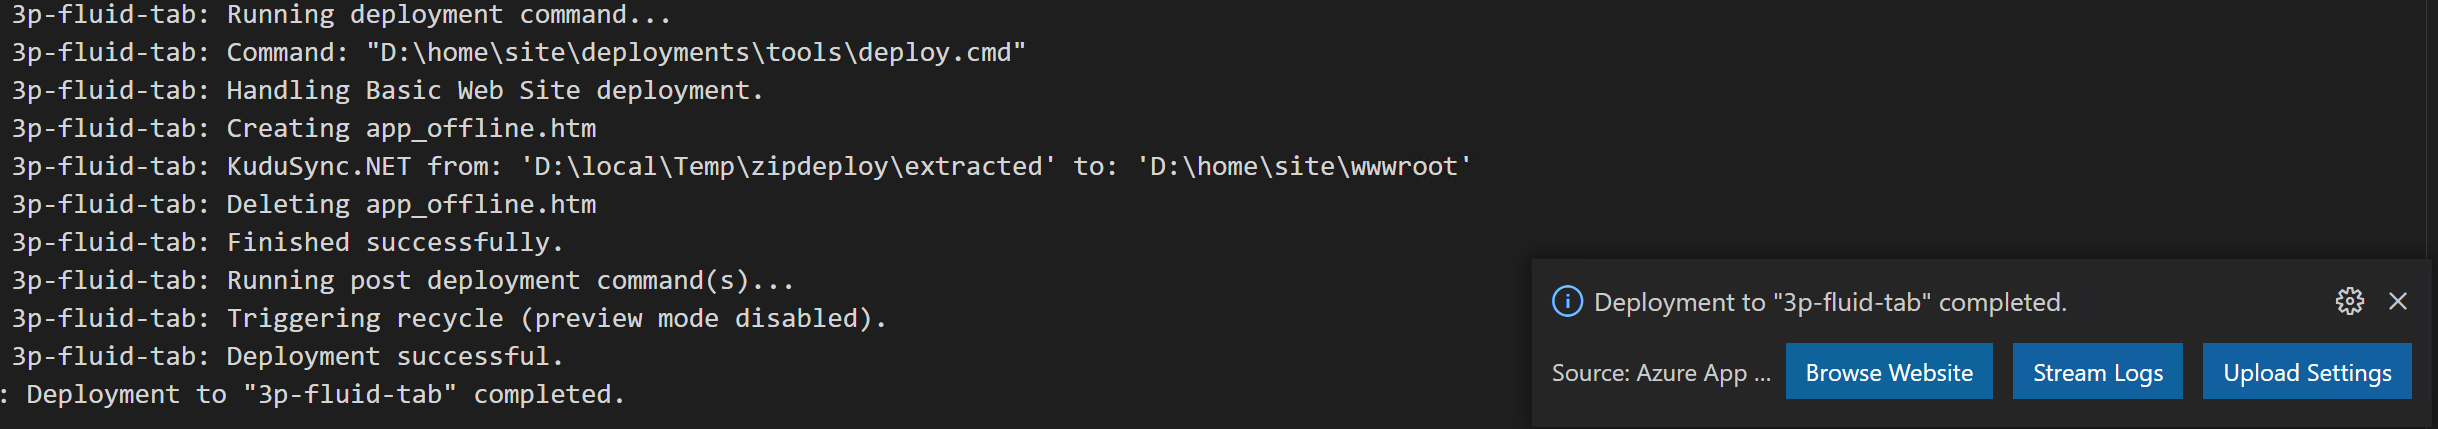 3p-fluid-tab: Running deployment command...
3p-fluid-tab: Command: "D:\home\site\deployments\tools\deploy.cmd"
3p-fluid-tab: Handling Basic Web Site deployment.
3p-fluid-tab: Creating app_offline.htm
3p-fluid-tab: KuduSync.NET from: 'D:\local\Temp\zipdeploy\extracted' to: 'D:\home\site\wwwroot'
3p-fluid-tab: Deleting app_offline.htm
3p-fluid-tab: Finished successfully.
3p-fluid-tab: Running post deployment command(s)...
3p-fluid-tab: Triggering recycle (preview mode disabled).
3p-fluid-tab: Deployment successful.
: Deployment to "3p-fluid-tab" completed.
Deployment to "3p-fluid-tab" completed.
Source: Azure App ... Browse Website Stream Logs Upload Settings